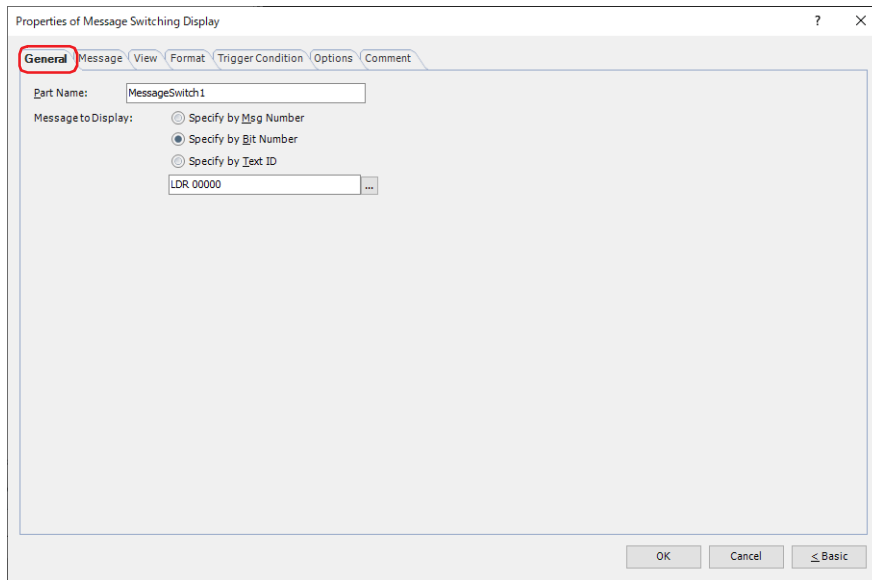 Properties of Message Switching Display ? ✕
General Message View Format Trigger Condition Options Comment
Part Name: MessageSwitch1
Message to Display: Specify by Msg Number
Specify by Bit Number
Specify by Text ID
LDR 00000 ...
OK Cancel < Basic